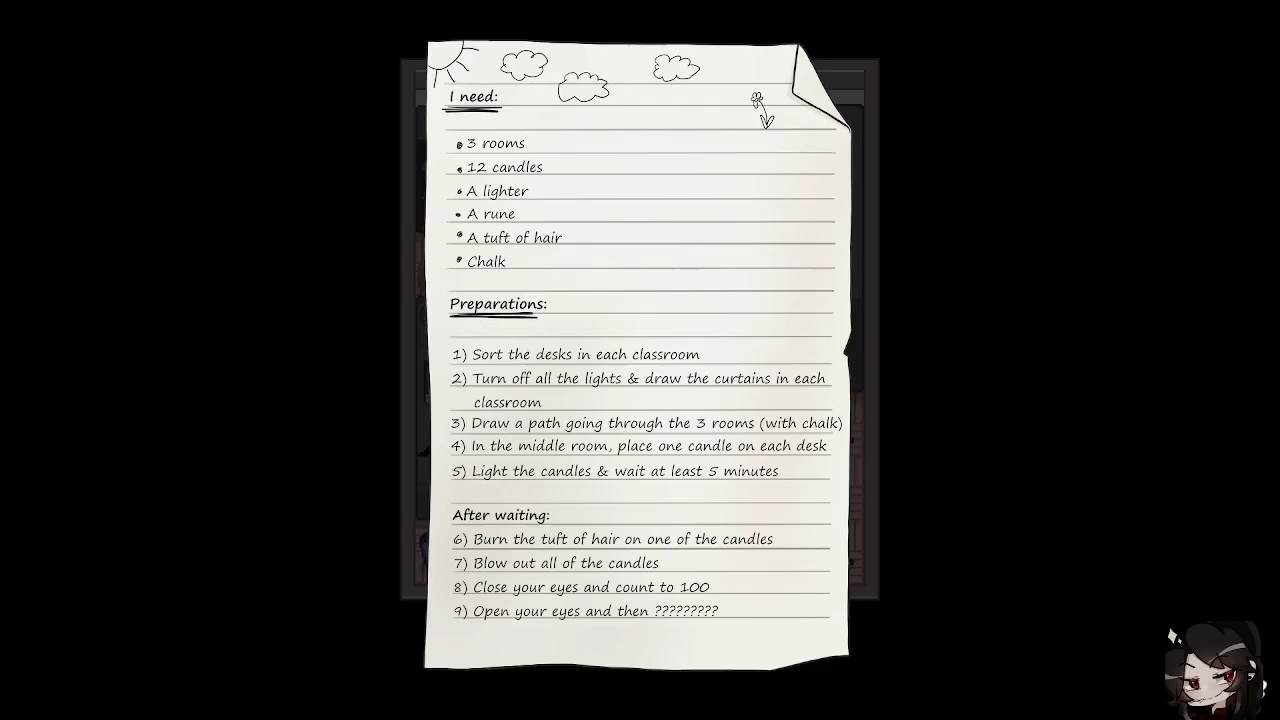 I need:
• 3 rooms
• 12 candles
• A lighter
• A rune
• A tuft of hair
• Chalk
Preparations:
1) Sort the desks in each classroom
2) Turn off all the lights & draw the curtains in each
classroom
3) Draw a path going through the 3 rooms (with chalk)
4) In the middle room, place one candle on each desk
5) Light the candles & wait at least 5 minutes
After waiting:
6) Burn the tuft of hair on one of the candles
7) Blow out all of the candles
8) Close your eyes and count to 100
9) Open your eyes and then ?????????